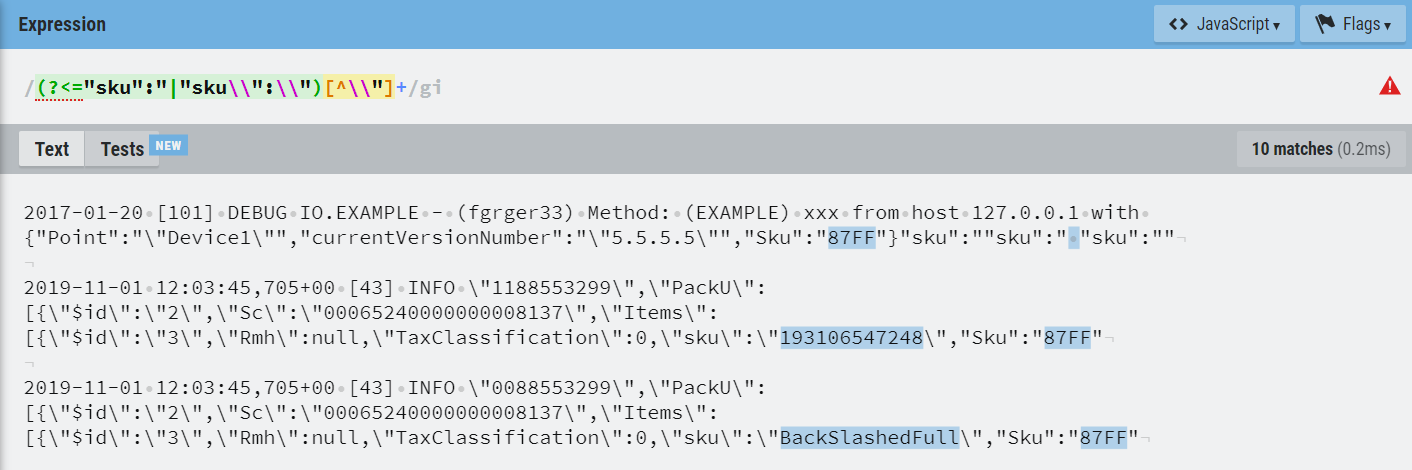 Expression
JavaScript
Flags
/(?<="sku":"|"sku\\":\\")[^\\"]+/gi
Text
Tests
NEW
10 matches (0.2ms)
2017-01-20 [101] DEBUG IO.EXAMPLE - (fgrger33) Method: (EXAMPLE) xxx from host 127.0.0.1 with
{"Point":"\"Device1\"","currentVersionNumber":"\"5.5.5.5\"","Sku":"87FF"}"sku":""sku":" "sku":""
2019-11-01 12:03:45,705+00 [43] INFO \"1188553299\",\"PackU\":
[{\"$id\":\"2\",\"Sc\":\"00065240000000008137\",\"Items\":
[{\"$id\":\"3\",\"Rmh\":null,\"TaxClassification\":0,\"sku\":\"193106547248\","Sku":"87FF"
2019-11-01 12:03:45,705+00 [43] INFO \"0088553299\",\"PackU\":
[{\"$id\":\"2\",\"Sc\":\"00065240000000008137\",\"Items\":
[{\"$id\":\"3\",\"Rmh\":null,\"TaxClassification\":0,\"sku\":\"BackSlashedFull\","Sku":"87FF"